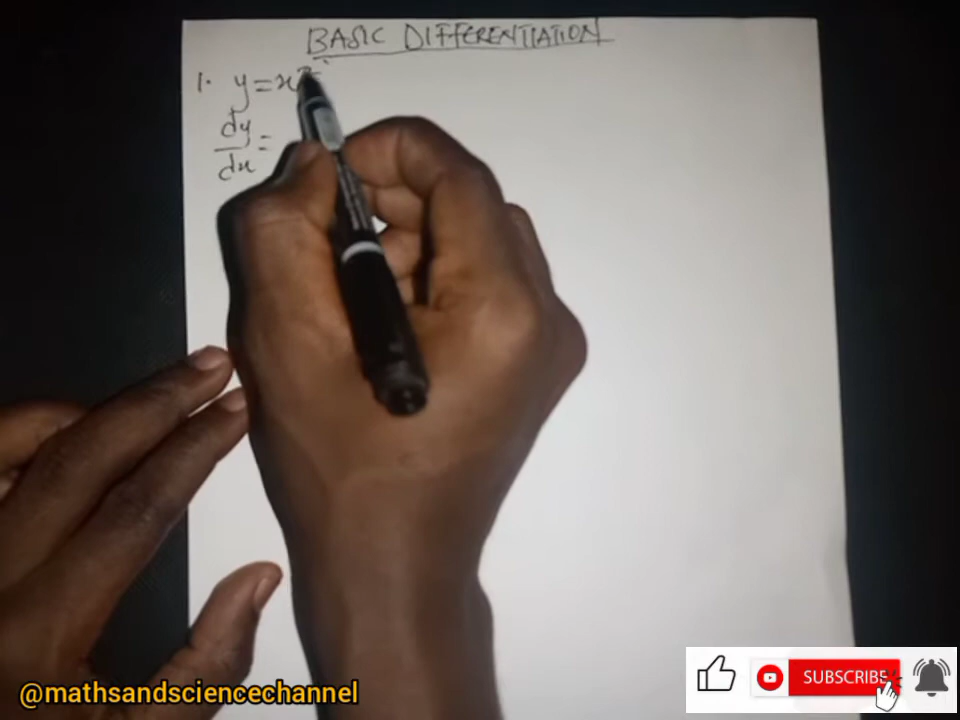 BASIC DIFFERENTIATION
1. y = x
dy
dx =
@mathsandsciencechannel
SUBSCRIBE